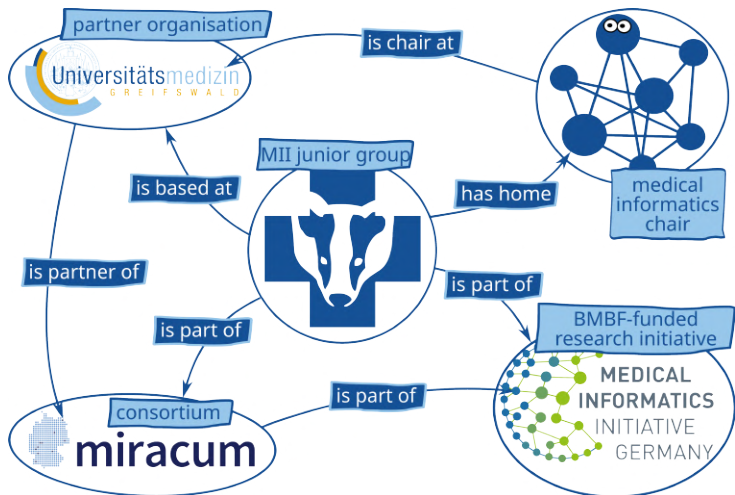 partner organisation
Universitätsmedizin
GREIFSWALD
is chair at
MII junior group
is based at
has home
medical
informatics
chair
is partner of
is part of
is part of
BMBF-funded
research initiative
consortium
miracum
is part of
MEDICAL
INFORMATICS
INITIATIVE
GERMANY